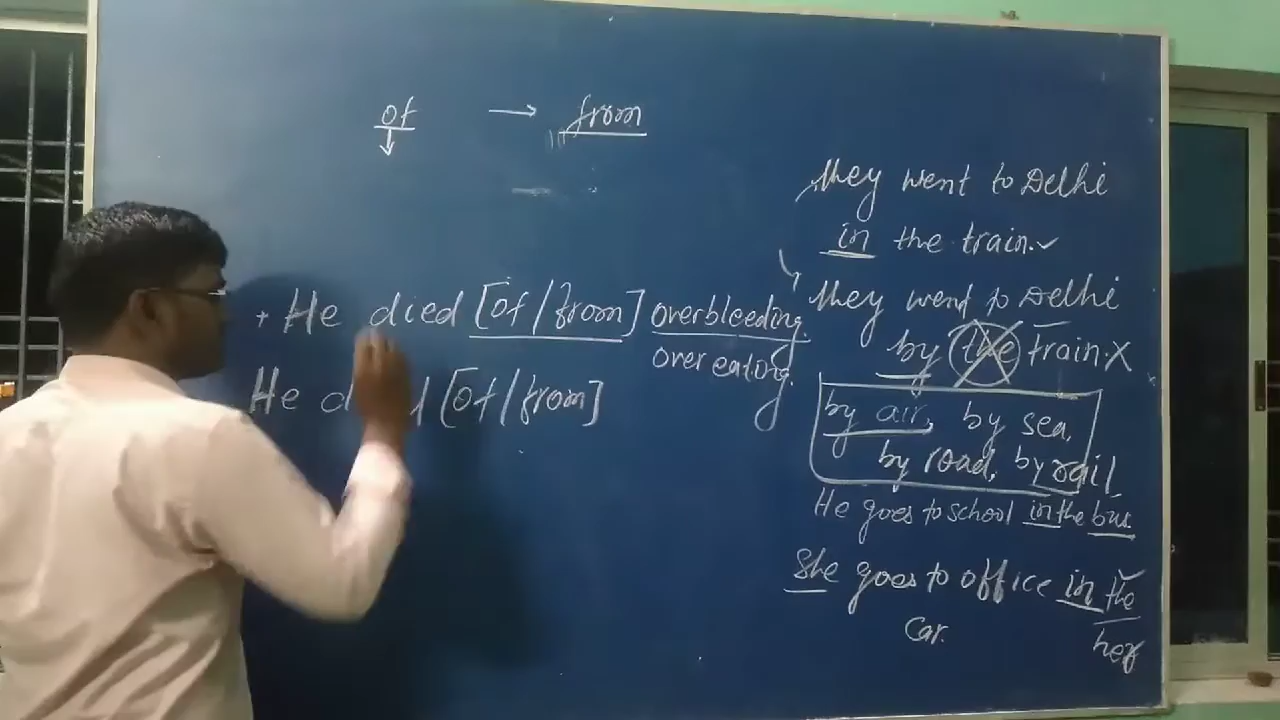 of → from
+ He died [of/from] overbleeding.
over eating.
He d d [of/from]
they went to Delhi
in the train. ✓
they went to Delhi
by the train. X
by air, by sea,
by road, by rail
He goes to school in the bus.
She goes to office in the
her
Car.